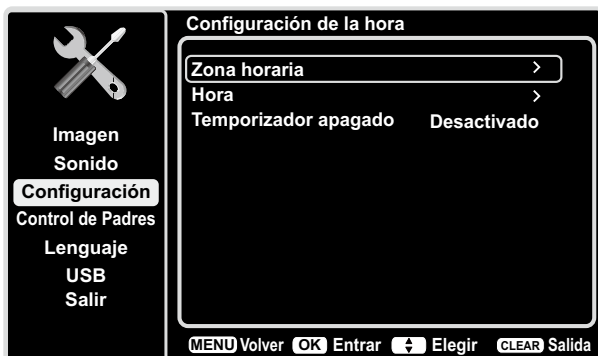 Configuración de la hora
Zona horaria >
Hora >
Temporizador apagado Desactivado
Imagen
Sonido
Configuración
Control de Padres
Lenguaje
USB
Salir
MENU Volver OK Entrar Elegir CLEAR Salida